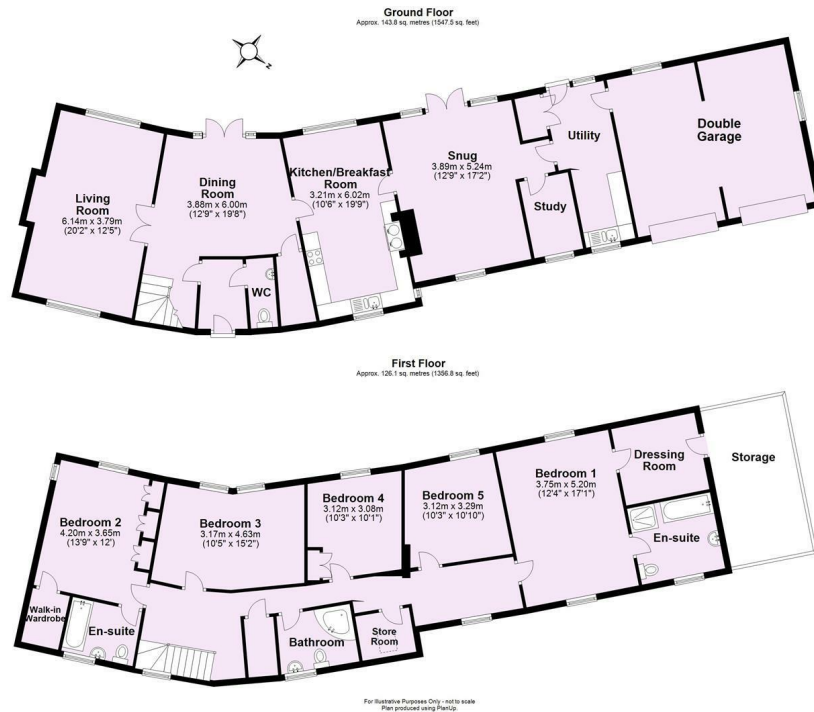 Ground Floor
Approx. 143.8 sq. metres (1547.5 sq. feet)
N
Living
Room
6.14m x 3.79m
(20'2" x 12'5")
Dining
Room
3.88m x 6.00m
(12'9" x 19'8")
WC
Kitchen/Breakfast
Room
3.21m x 6.02m
(10'6" x 19'9")
Snug
3.89m x 5.24m
(12'9" x 17'2")
Study
Utility
Double
Garage
First Floor
Approx. 126.1 sq. metres (1356.8 sq. feet)
Bedroom 2
4.20m x 3.65m
(13'9" x 12')
Walk-in
Wardrobe
En-suite
Bedroom 3
3.17m x 4.63m
(10'5" x 15'2")
Bedroom 4
3.12m x 3.08m
(10'3" x 10'1")
Bathroom
Store
Room
Bedroom 5
3.12m x 3.29m
(10'3" x 10'10")
Bedroom 1
3.75m x 5.20m
(12'4" x 17'1")
Dressing
Room
En-suite
Storage
For Illustrative Purposes Only - not to scale
Plan produced using PlanUp.